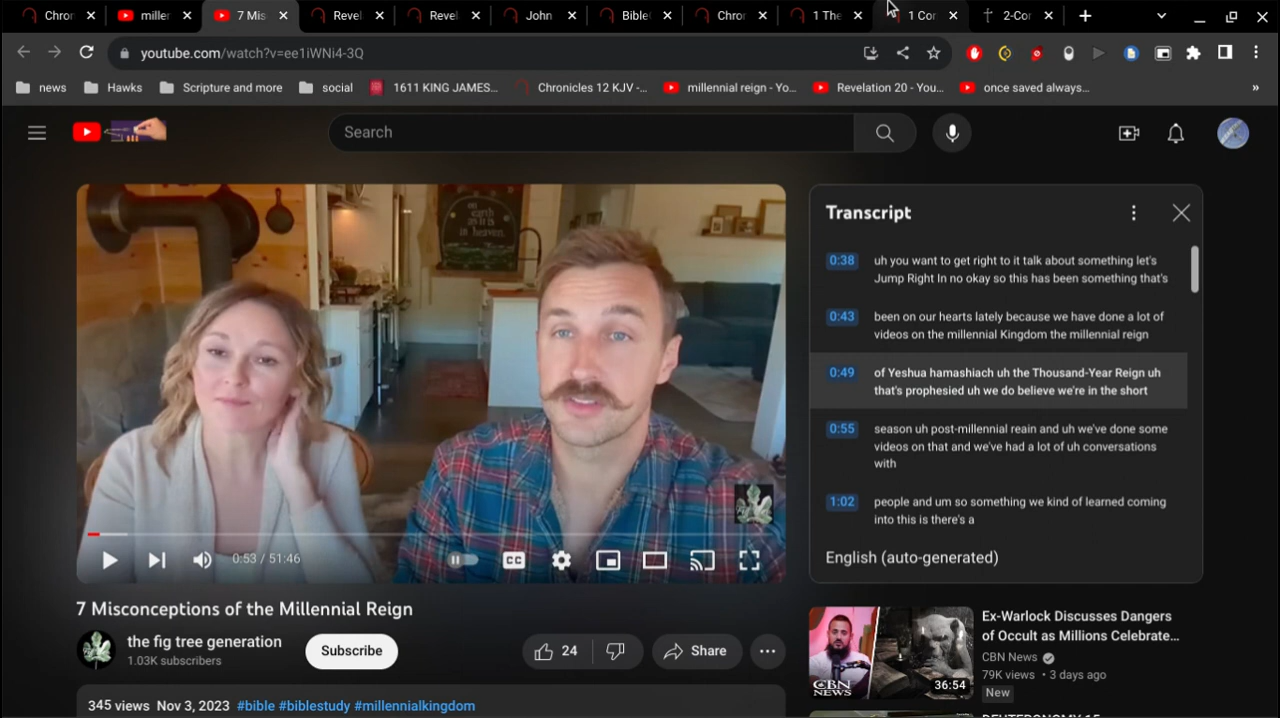 Chror
miller
7 Mis
Revel
Revel
John
Bible
Chror
1 The
1 Cor
2-Cor
youtube.com/watch?v=ee1iWNi4-3Q
news
Hawks
Scripture and more
social
1611 KING JAMES...
Chronicles 12 KJV -...
millennial reign - Yo...
Revelation 20 - You...
once saved always...
»
Search
on
earth
as it is
in heaven.
Transcript
0:38 uh you want to get right to it talk about something let's
Jump Right In no okay so this has been something that's
0:43 been on our hearts lately because we have done a lot of
videos on the millennial Kingdom the millennial reign
0:49 of Yeshua hamashiach uh the Thousand-Year Reign uh
that's prophesied uh we do believe we're in the short
0:55 season uh post-millennial reain and uh we've done some
videos on that and we've had a lot of uh conversations
with
1:02 people and um so something we kind of learned coming
into this is there's a
English (auto-generated)
0:53 / 51:46
CC
7 Misconceptions of the Millennial Reign
the fig tree generation
1.03K subscribers
Subscribe
24
Share
345 views Nov 3, 2023 #bible #biblestudy #millennialkingdom
CBN
NEWS
36:54
Ex-Warlock Discusses Dangers
of Occult as Millions Celebrate...
CBN News
79K views • 3 days ago
New